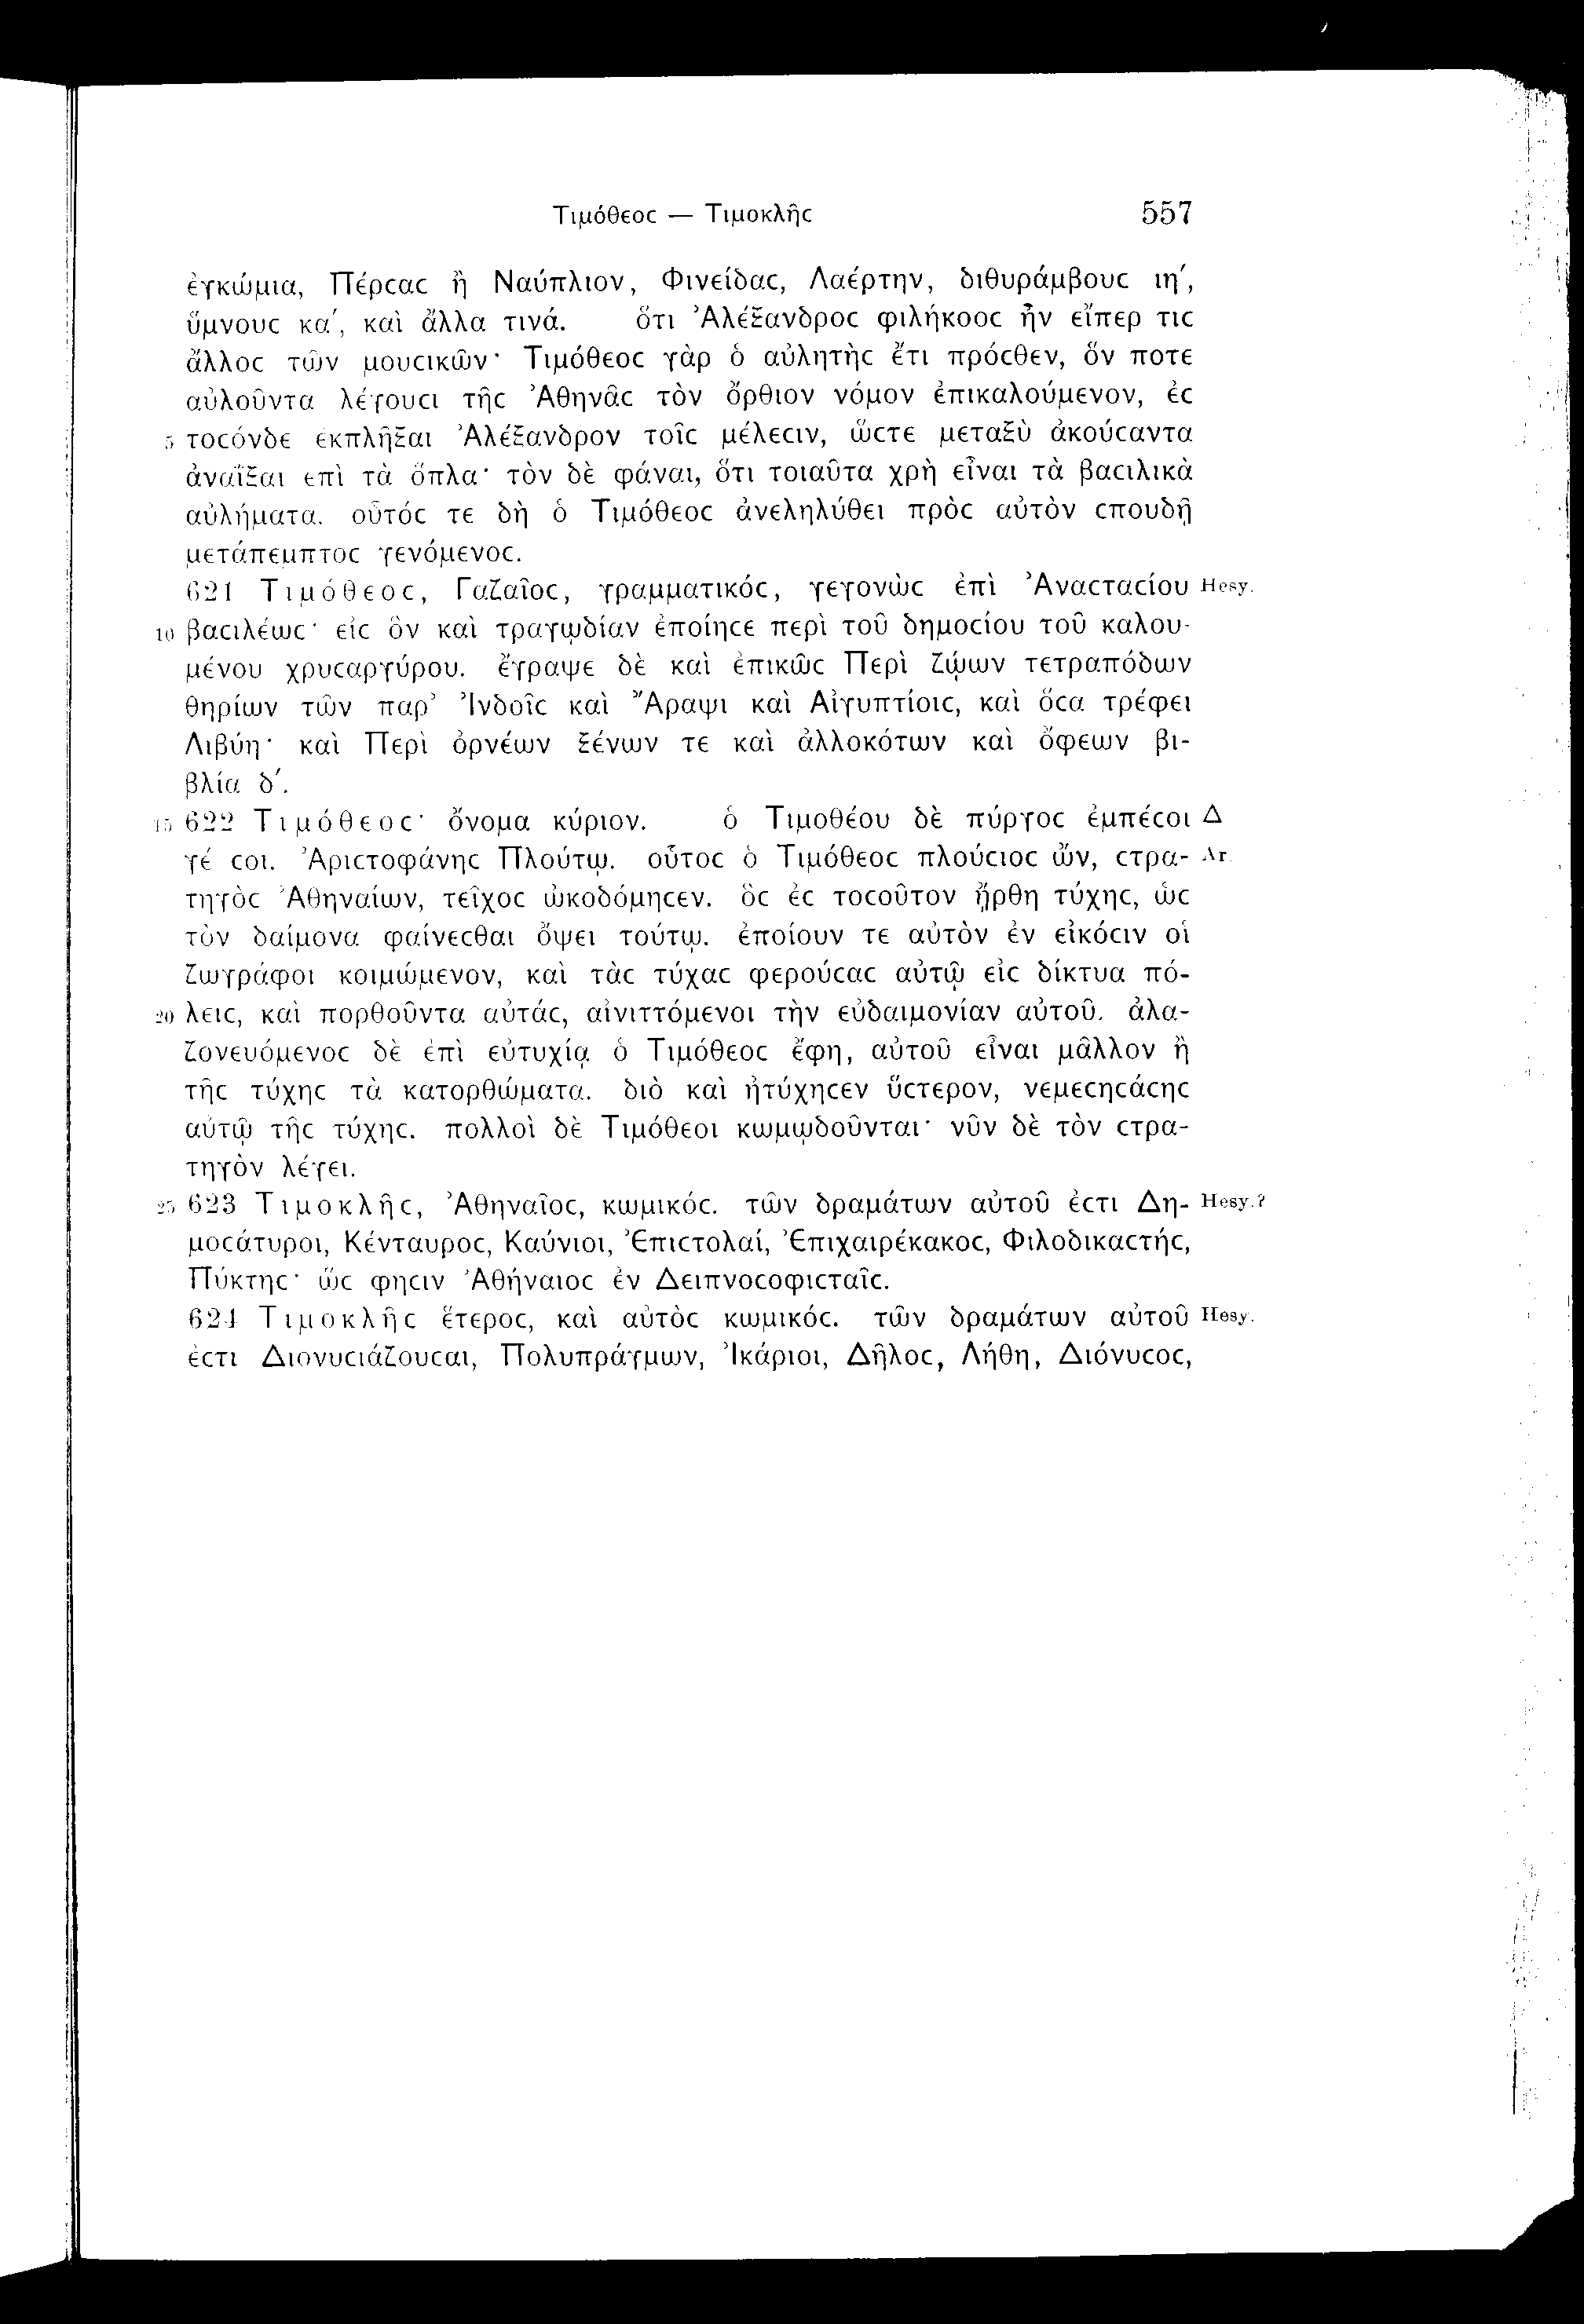 Τιμόθεοϲ — Τιμοκλῆϲ 557
ἐγκώμια, Πέρϲαϲ ἢ Ναύπλιον, Φινείδαϲ, Λαέρτην, διθυράμβουϲ ιη´,
ὕμνουϲ κα´, καὶ ἄλλα τινά. ὅτι Ἀλέξανδροϲ φιλήκοοϲ ἦν εἴπερ τιϲ
ἄλλοϲ τῶν μουϲικῶν· Τιμόθεοϲ γὰρ ὁ αὐλητὴϲ ἔτι πρόϲθεν, ὅν ποτε
αὐλοῦντα λέγουϲι τῆϲ Ἀθηνᾶϲ τὸν ὄρθιον νόμον ἐπικαλούμενον, ἐϲ
5 τοϲόνδε ἐκπλῆξαι Ἀλέξανδρον τοῖϲ μέλεϲιν, ὥϲτε μεταξὺ ἀκούϲαντα
ἀναΐξαι ἐπὶ τὰ ὅπλα· τὸν δὲ φάναι, ὅτι τοιαῦτα χρὴ εἶναι τὰ βαϲιλικὰ
αὐλήματα. οὗτόϲ τε δὴ ὁ Τιμόθεοϲ ἀνεληλύθει πρὸϲ αὐτὸν ϲπουδῇ
μετάπεμπτοϲ γενόμενοϲ.
621 Τιμόθεοϲ, Γαζαῖοϲ, γραμματικόϲ, γεγονὼϲ ἐπὶ Ἀναϲταϲίου Hesy.
10 βαϲιλέωϲ· εἰϲ ὃν καὶ τραγῳδίαν ἐποίηϲε περὶ τοῦ δημοϲίου τοῦ καλου-
μένου χρυϲαργύρου. ἔγραψε δὲ καὶ ἐπικῶϲ Περὶ ζῴων τετραπόδων
θηρίων τῶν παρ’ Ἰνδοῖϲ καὶ Ἄραψι καὶ Αἰγυπτίοιϲ, καὶ ὅϲα τρέφει
Λιβύη· καὶ Περὶ ὀρνέων ξένων τε καὶ ἀλλοκότων καὶ ὄφεων βι-
βλία δ´.
15 622 Τιμόθεοϲ· ὄνομα κύριον. ὁ Τιμοθέου δὲ πύργοϲ ἐμπέϲοι Δ
γέ ϲοι. Ἀριϲτοφάνηϲ Πλούτῳ. οὗτοϲ ὁ Τιμόθεοϲ πλούϲιοϲ ὤν, ϲτρα- Ar.
τηγὸϲ Ἀθηναίων, τεῖχοϲ ᾠκοδόμηϲεν. ὃϲ ἐϲ τοϲοῦτον ἤρθη τύχηϲ, ὡϲ
τὸν δαίμονα φαίνεϲθαι ὄψει τούτῳ. ἐποίουν τε αὐτὸν ἐν εἰκόϲιν οἱ
ζωγράφοι κοιμώμενον, καὶ τὰϲ τύχαϲ φερούϲαϲ αὐτῷ εἰϲ δίκτυα πό-
20 λειϲ, καὶ πορθοῦντα αὐτάϲ, αἰνιττόμενοι τὴν εὐδαιμονίαν αὐτοῦ. ἀλα-
ζονευόμενοϲ δὲ ἐπὶ εὐτυχίᾳ ὁ Τιμόθεοϲ ἔφη, αὐτοῦ εἶναι μᾶλλον ἢ
τῆϲ τύχηϲ τὰ κατορθώματα. διὸ καὶ ἠτύχηϲεν ὕϲτερον, νεμεϲηϲάϲηϲ
αὐτῷ τῆϲ τύχηϲ. πολλοὶ δὲ Τιμόθεοι κωμῳδοῦνται· νῦν δὲ τὸν ϲτρα-
τηγὸν λέγει.
25 623 Τιμοκλῆϲ, Ἀθηναῖοϲ, κωμικόϲ. τῶν δραμάτων αὐτοῦ ἐϲτι Δη- Hesy.?
μοϲάτυροι, Κένταυροϲ, Καύνιοι, Ἐπιϲτολαί, Ἐπιχαιρέκακοϲ, Φιλοδικαϲτήϲ,
Πύκτηϲ· ὥϲ φηϲιν Ἀθήναιοϲ ἐν Δειπνοϲοφιϲταῖϲ.
624 Τιμοκλῆϲ ἕτεροϲ, καὶ αὐτὸϲ κωμικόϲ. τῶν δραμάτων αὐτοῦ Hesy.
ἐϲτι Διονυϲιάζουϲαι, Πολυπράγμων, Ἰκάριοι, Δῆλοϲ, Λήθη, Διόνυϲοϲ,